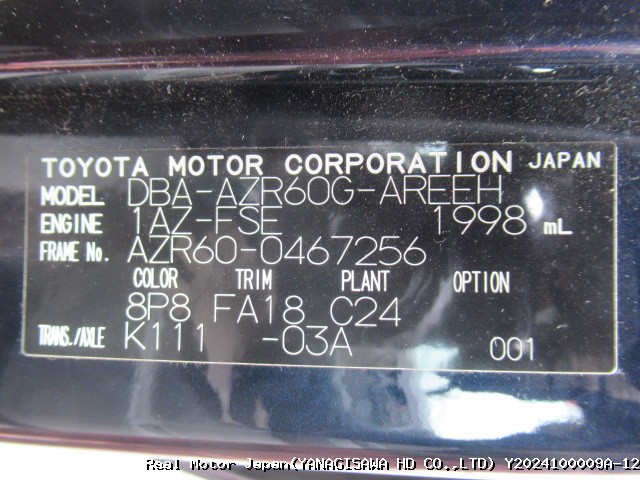 TOYOTA MOTOR CORPORATION JAPAN
MODEL DBA-AZR60G-AREEH
ENGINE 1AZ-FSE 1998 mL
FRAME No. AZR60-0467256
COLOR TRIM PLANT OPTION
8P8 FA18 C24
TRANS./AXLE K111 -03A 001
Real Motor Japan(YANAGISAWA HD CO.,LTD) Y2024100009A-12